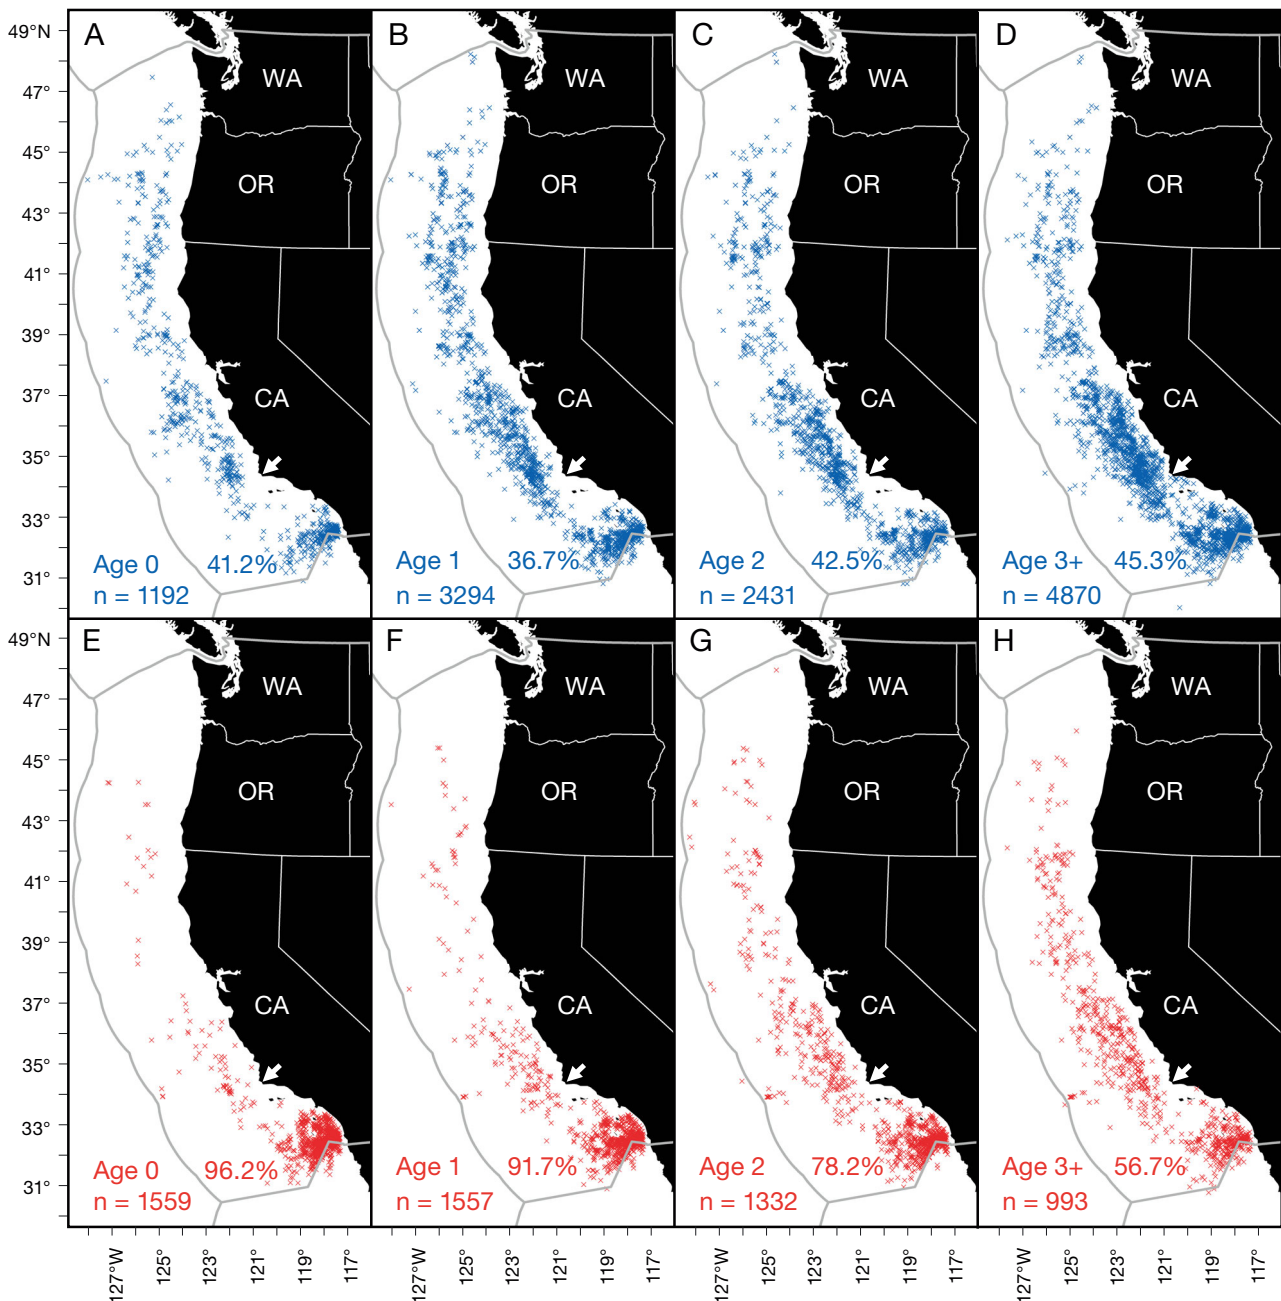 A
B
C
D
49°N
47°
45°
43°
41°
39°
37°
35°
33°
31°
WA
OR
CA
WA
OR
CA
WA
OR
CA
WA
OR
CA
Age 0 41.2%
n = 1192
Age 1 36.7%
n = 3294
Age 2 42.5%
n = 2431
Age 3+ 45.3%
n = 4870
E
F
G
H
49°N
47°
45°
43°
41°
39°
37°
35°
33°
31°
WA
OR
CA
WA
OR
CA
WA
OR
CA
WA
OR
CA
Age 0 96.2%
n = 1559
Age 1 91.7%
n = 1557
Age 2 78.2%
n = 1332
Age 3+ 56.7%
n = 993
127°W
125°
123°
121°
119°
117°
127°W
125°
123°
121°
119°
117°
127°W
125°
123°
121°
119°
117°
127°W
125°
123°
121°
119°
117°